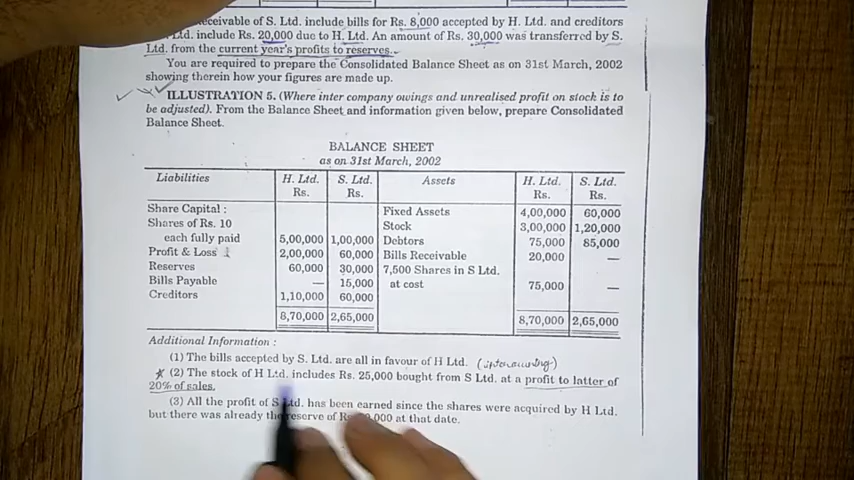 Receivable of S. Ltd. include bills for Rs. 8,000 accepted by H. Ltd. and creditors
Ltd. include Rs. 20,000 due to H. Ltd. An amount of Rs. 30,000 was transferred by S.
Ltd. from the current year's profits to reserves.
You are required to prepare the Consolidated Balance Sheet as on 31st March, 2002
showing therein how your figures are made up.
ILLUSTRATION 5. (Where inter company owings and unrealised profit on stock is to
be adjusted). From the Balance Sheet and information given below, prepare Consolidated
Balance Sheet.
BALANCE SHEET
as on 31st March, 2002
Liabilities H. Ltd. S. Ltd. Assets H. Ltd. S. Ltd.
Rs. Rs. Rs. Rs.
Share Capital : Fixed Assets 4,00,000 60,000
Shares of Rs. 10 Stock 3,00,000 1,20,000
each fully paid 5,00,000 1,00,000 Debtors 75,000 85,000
Profit & Loss 2,00,000 60,000 Bills Receivable 20,000 —
Reserves 60,000 30,000 7,500 Shares in S Ltd.
Bills Payable — 15,000 at cost 75,000 —
Creditors 1,10,000 60,000
8,70,000 2,65,000 8,70,000 2,65,000
Additional Information :
(1) The bills accepted by S. Ltd. are all in favour of H Ltd.
(2) The stock of H Ltd. includes Rs. 25,000 bought from S Ltd. at a profit to latter of
20% of sales.
(3) All the profit of S Ltd. has been earned since the shares were acquired by H Ltd.
but there was already the reserve of at that date.